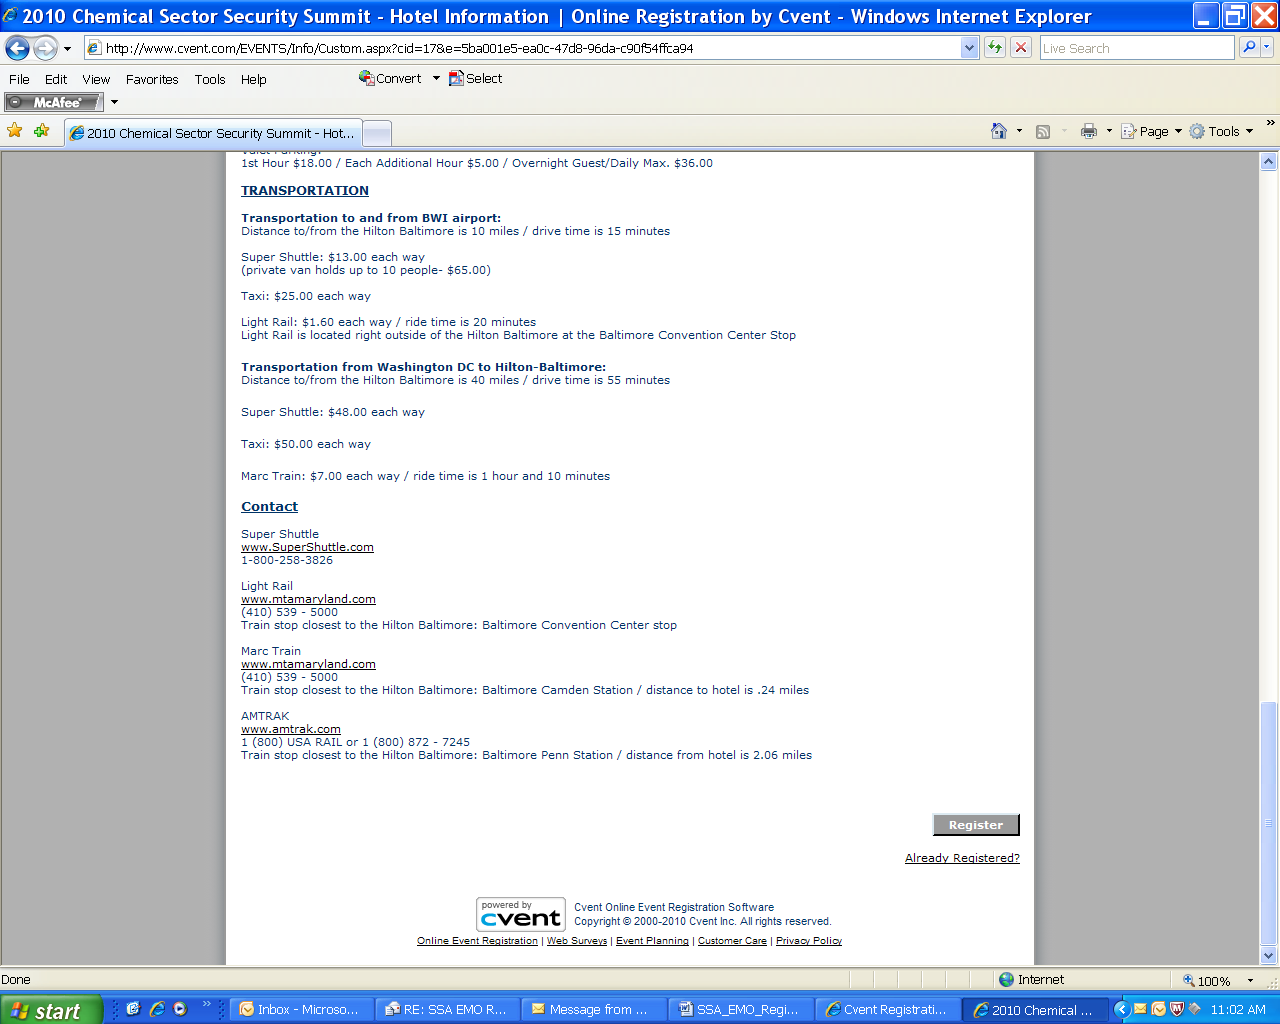 2010 Chemical Sector Security Summit - Hotel Information | Online Registration by Cvent - Windows Internet Explorer
http://www.cvent.com/EVENTS/Info/Custom.aspx?cid=17&e=5ba001e5-ea0c-47d8-96da-c90f54ffca94
Live Search
File Edit View Favorites Tools Help
Convert Select
McAfee
2010 Chemical Sector Security Summit - Hot...
Page Tools
Valet Parking:
1st Hour $18.00 / Each Additional Hour $5.00 / Overnight Guest/Daily Max. $36.00
TRANSPORTATION
Transportation to and from BWI airport:
Distance to/from the Hilton Baltimore is 10 miles / drive time is 15 minutes
Super Shuttle: $13.00 each way
(private van holds up to 10 people- $65.00)
Taxi: $25.00 each way
Light Rail: $1.60 each way / ride time is 20 minutes
Light Rail is located right outside of the Hilton Baltimore at the Baltimore Convention Center Stop
Transportation from Washington DC to Hilton-Baltimore:
Distance to/from the Hilton Baltimore is 40 miles / drive time is 55 minutes
Super Shuttle: $48.00 each way
Taxi: $50.00 each way
Marc Train: $7.00 each way / ride time is 1 hour and 10 minutes
Contact
Super Shuttle
www.SuperShuttle.com
1-800-258-3826
Light Rail
www.mtamaryland.com
(410) 539 - 5000
Train stop closest to the Hilton Baltimore: Baltimore Convention Center stop
Marc Train
www.mtamaryland.com
(410) 539 - 5000
Train stop closest to the Hilton Baltimore: Baltimore Camden Station / distance to hotel is .24 miles
AMTRAK
www.amtrak.com
1 (800) USA RAIL or 1 (800) 872 - 7245
Train stop closest to the Hilton Baltimore: Baltimore Penn Station / distance from hotel is 2.06 miles
Register
Already Registered?
powered by
cvent
Cvent Online Event Registration Software
Copyright © 2000-2010 Cvent Inc. All rights reserved.
Online Event Registration | Web Surveys | Event Planning | Customer Care | Privacy Policy
Done Internet 100%
start Inbox - Microso... RE: SSA EMO R... Message from ... SSA_EMO_Regi... Cvent Registrati... 2010 Chemical ... 11:02 AM